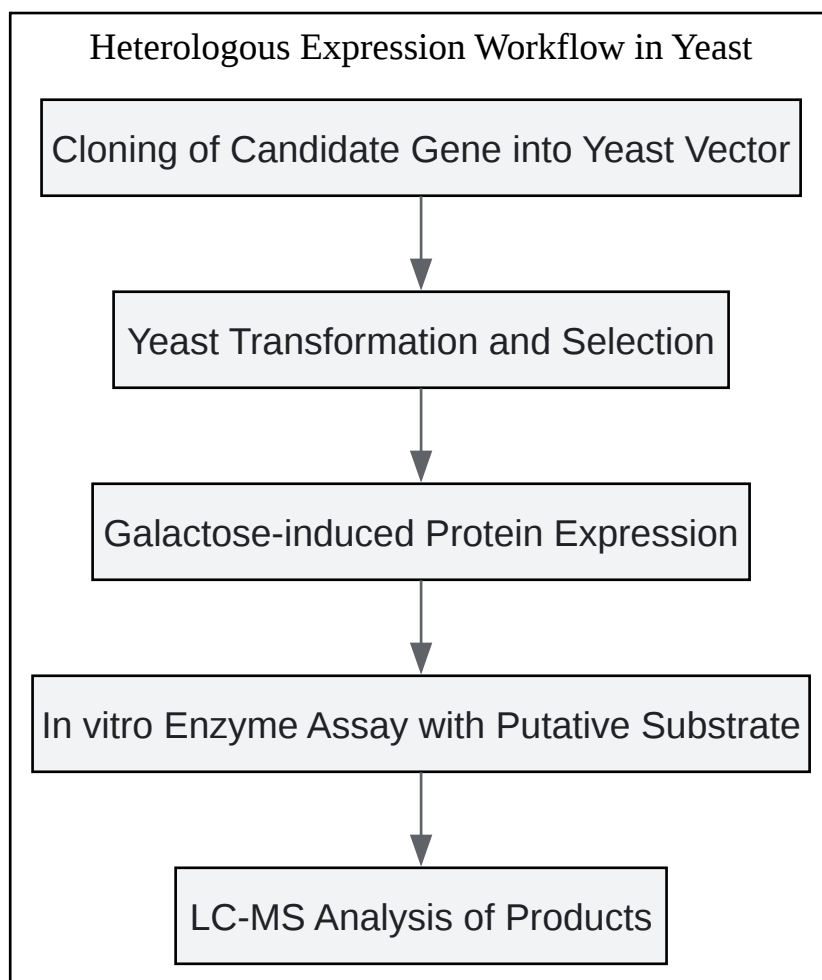 Heterologous Expression Workflow in Yeast
Cloning of Candidate Gene into Yeast Vector
Yeast Transformation and Selection
Galactose-induced Protein Expression
In vitro Enzyme Assay with Putative Substrate
LC-MS Analysis of Products